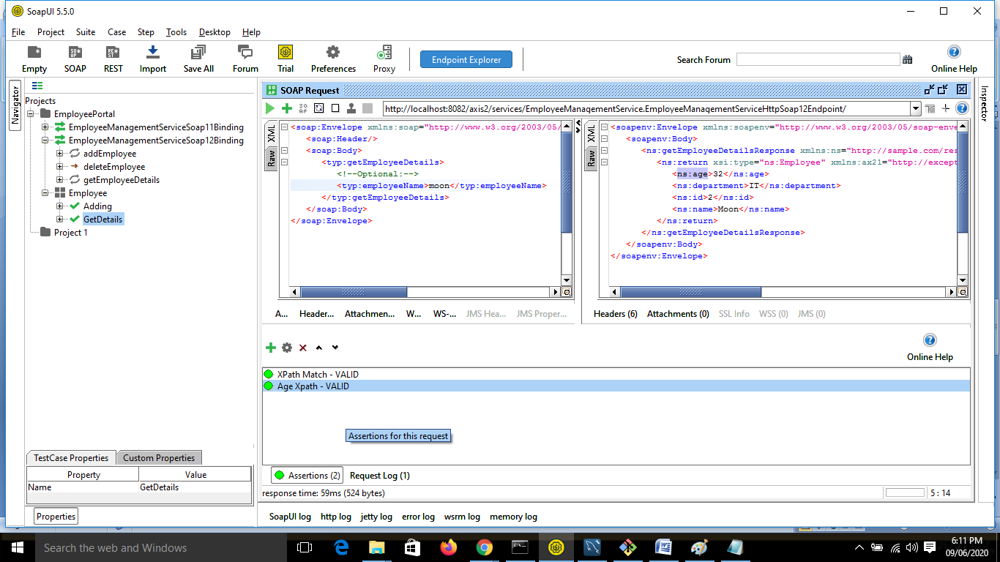 SoapUI 5.5.0
File Project Suite Case Step Tools Desktop Help
Empty SOAP REST Import Save All Forum Trial Preferences Proxy Endpoint Explorer Search Forum Online Help
Navigator
Projects
EmployeePortal
EmployeeManagementServiceSoap11Binding
EmployeeManagementServiceSoap12Binding
addEmployee
deleteEmployee
getEmployeeDetails
Employee
Adding
GetDetails
Project 1
TestCase Properties Custom Properties
Property Value
Name GetDetails
Properties
SOAP Request
http://localhost:8082/axis2/services/EmployeeManagementService.EmployeeManagementServiceHttpSoap12Endpoint/
XML
Raw
<soap:Envelope xmlns:soap="http://www.w3.org/2003/05/
<soap:Header/>
<soap:Body>
<typ:getEmployeeDetails>
<!--Optional:-->
<typ:employeeName>moon</typ:employeeName>
</typ:getEmployeeDetails>
</soap:Body>
</soap:Envelope>
A... Header... Attachmen... W... WS-... JMS Hea... JMS Proper...
XML
Raw
<soapenv:Envelope xmlns:soapenv="http://www.w3.org/2003/05/soap-enve
<soapenv:Body>
<ns:getEmployeeDetailsResponse xmlns:ns="http://sample.com/res
<ns:return xsi:type="ns:Employee" xmlns:ax21="http://except
<ns:age>32</ns:age>
<ns:department>IT</ns:department>
<ns:id>2</ns:id>
<ns:name>Moon</ns:name>
</ns:return>
</ns:getEmployeeDetailsResponse>
</soapenv:Body>
</soapenv:Envelope>
Headers (6) Attachments (0) SSL Info WSS (0) JMS (0)
Inspector
Online Help
XPath Match - VALID
Age Xpath - VALID
Assertions for this request
Assertions (2) Request Log (1)
response time: 59ms (524 bytes) 5 : 14
SoapUI log http log jetty log error log wsrm log memory log
Search the web and Windows
6:11 PM
09/06/2020